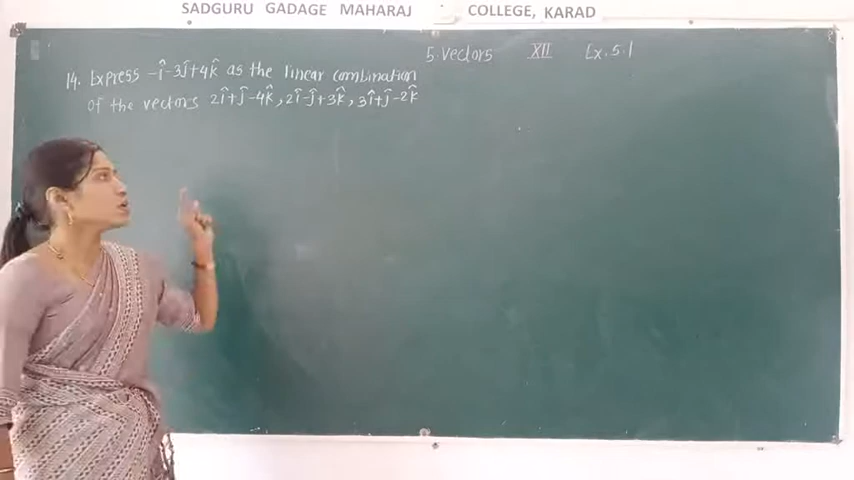 SADGURU GADAGE MAHARAJ COLLEGE, KARAD
5. Vectors XII Ex. 5.1
14. Express -î-3ĵ+4k̂ as the linear combination
of the vectors 2î+ĵ-4k̂, 2î-ĵ+3k̂, 3î+ĵ-2k̂